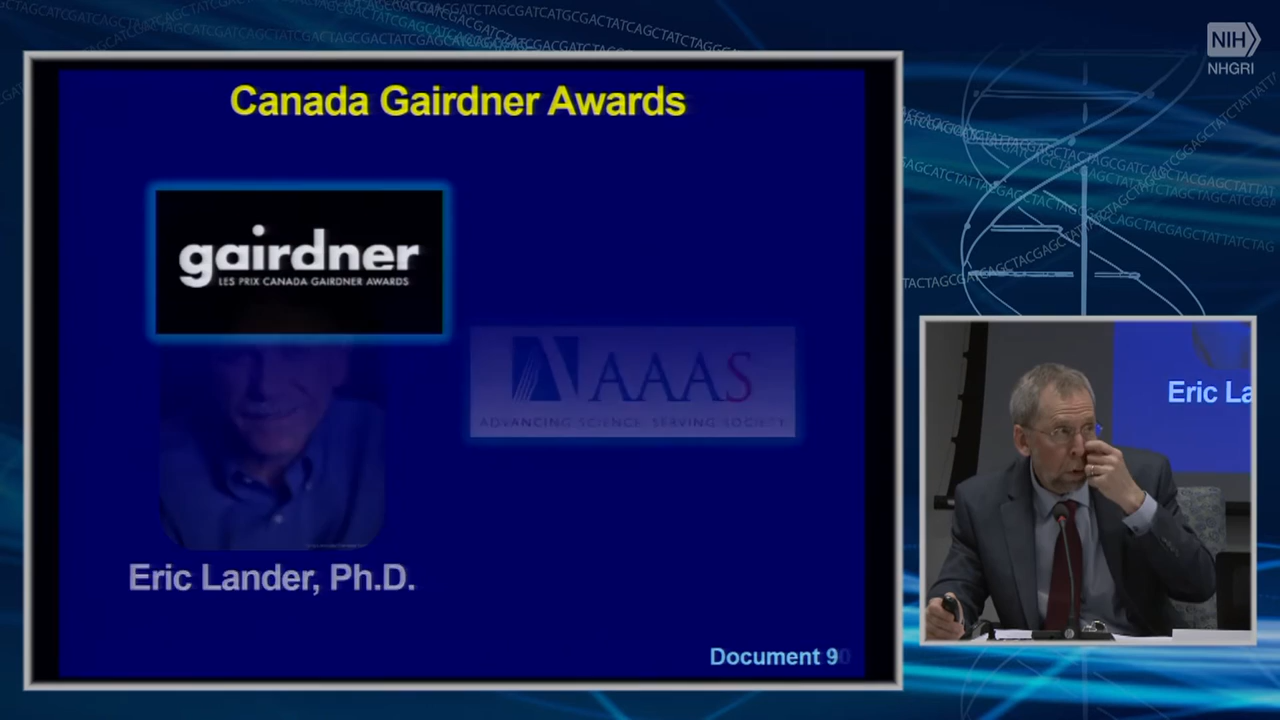 NIH
NHGRI
Canada Gairdner Awards
gairdner
LES PRIX CANADA GAIRDNER AWARDS
AAAS
ADVANCING SCIENCE, SERVING SOCIETY
Eric Lander, Ph.D.
Document 9
Eric La